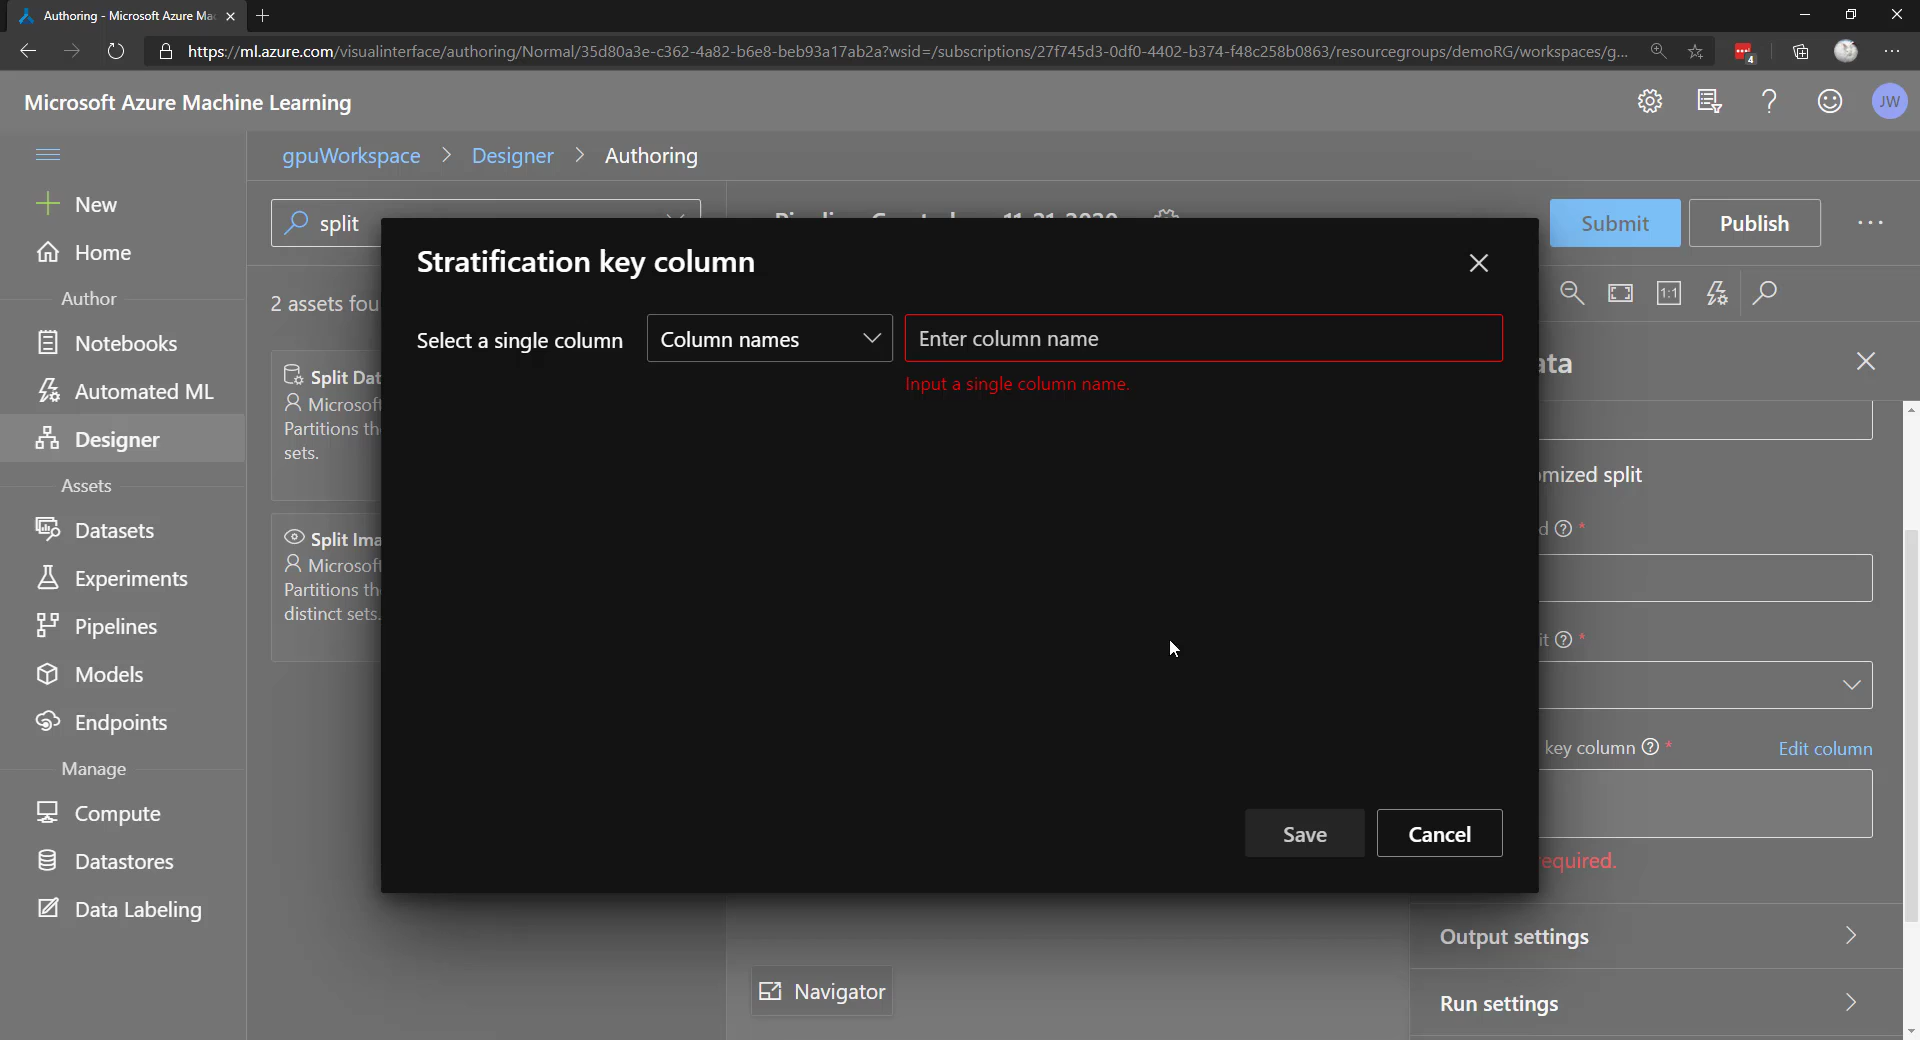 Authoring - Microsoft Azure Ma
https://ml.azure.com/visualinterface/authoring/Normal/35d80a3e-c362-4a82-b6e8-beb93a17ab2a?wsid=/subscriptions/27f745d3-0df0-4402-b374-f48c258b0863/resourcegroups/demoRG/workspaces/g...
4
Microsoft Azure Machine Learning
JW
gpuWorkspace > Designer > Authoring
New
Home
Author
Notebooks
Automated ML
Designer
Assets
Datasets
Experiments
Pipelines
Models
Endpoints
Manage
Compute
Datastores
Data Labeling
split
Submit
Publish
2 assets fou
Split Dat
Microsoft
Partitions th
sets.
Split Ima
Microsoft
Partitions th
distinct sets.
Stratification key column
Select a single column
Column names
Enter column name
Input a single column name.
Save
Cancel
1:1
ata
mized split
d *
it *
key column *
Edit column
equired.
Output settings
Run settings
Navigator